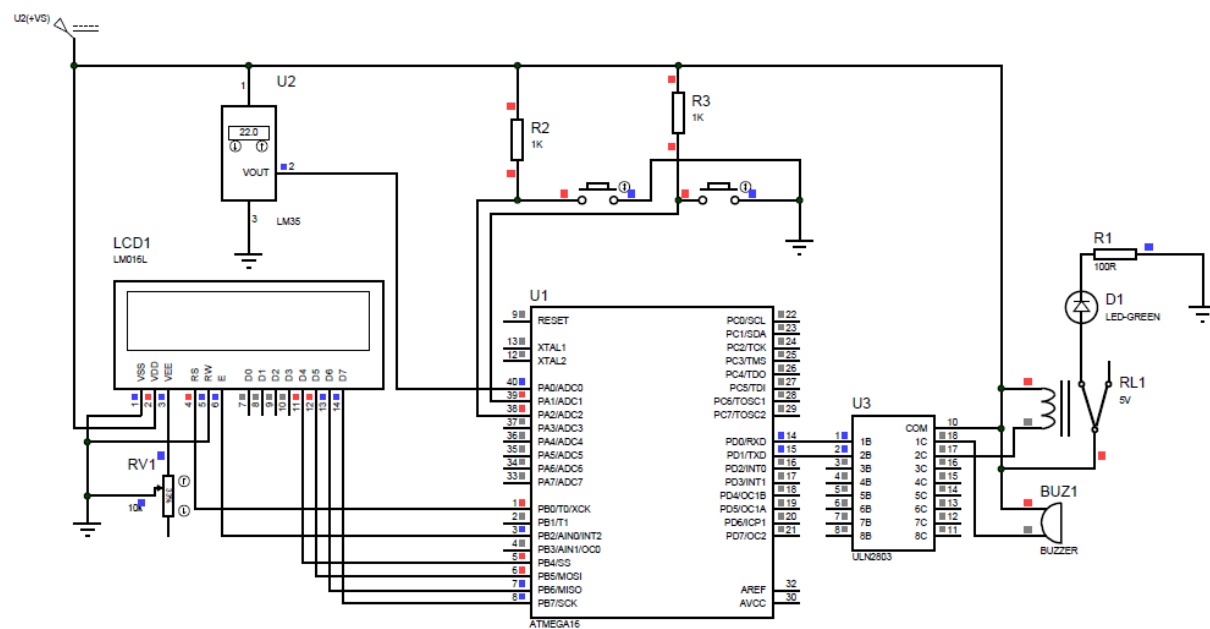 U2(+VS)
U2
1
22.0
VOUT
2
3
LM35
R2
1K
R3
1K
LCD1
LM016L
VSS VDD VEE RS RW E D0 D1 D2 D3 D4 D5 D6 D7
1 2 3 4 5 6 7 8 9 10 11 12 13 14
RV1
10k
U1
9 RESET
13 XTAL1
12 XTAL2
40 PA0/ADC0
39 PA1/ADC1
38 PA2/ADC2
37 PA3/ADC3
36 PA4/ADC4
35 PA5/ADC5
34 PA6/ADC6
33 PA7/ADC7
1 PB0/T0/XCK
2 PB1/T1
3 PB2/AIN0/INT2
4 PB3/AIN1/OC0
5 PB4/SS
6 PB5/MOSI
7 PB6/MISO
8 PB7/SCK
PC0/SCL 22
PC1/SDA 23
PC2/TCK 24
PC3/TMS 25
PC4/TDO 26
PC5/TDI 27
PC6/TOSC1 28
PC7/TOSC2 29
PD0/RXD 14
PD1/TXD 15
PD2/INT0 16
PD3/INT1 17
PD4/OC1B 18
PD5/OC1A 19
PD6/ICP1 20
PD7/OC2 21
AREF 32
AVCC 30
ATMEGA16
U3
COM 10
1 1B 1C 18
2 2B 2C 17
3 3B 3C 16
4 4B 4C 15
5 5B 5C 14
6 6B 6C 13
7 7B 7C 12
8 8B 8C 11
ULN2803
R1
100R
D1
LED-GREEN
RL1
5V
BUZ1
BUZZER